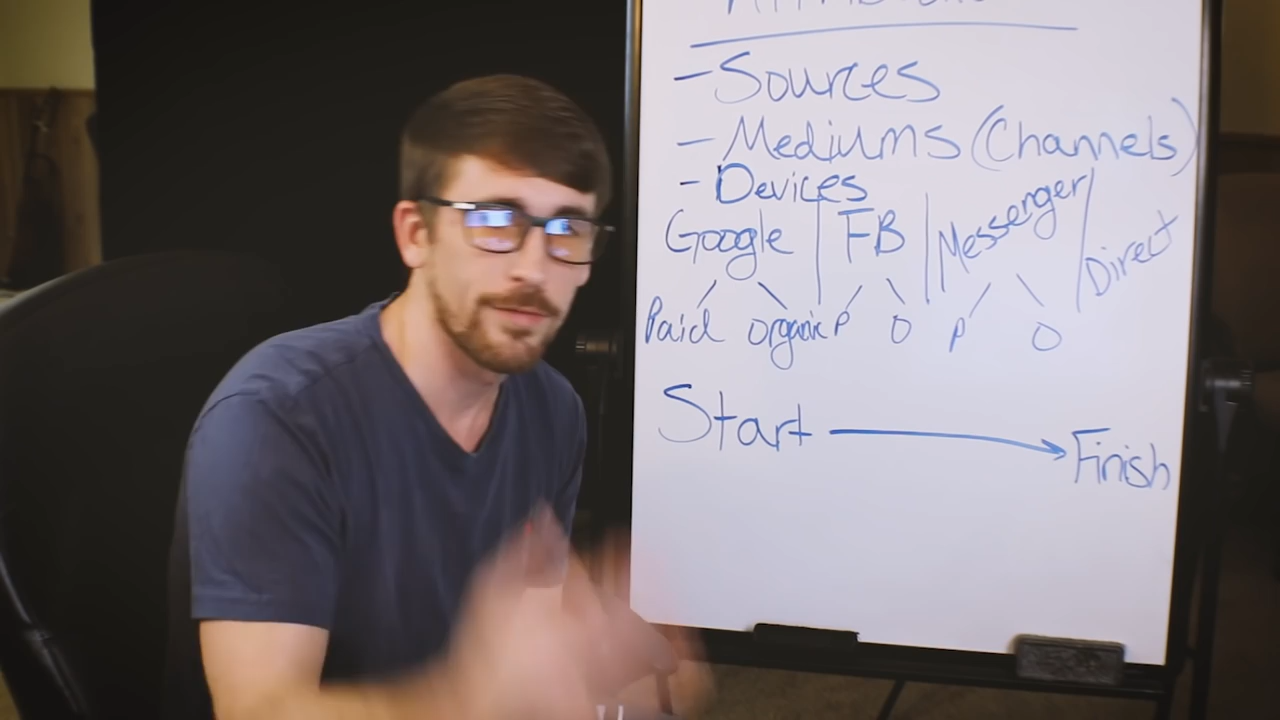 - Sources
- Mediums (Channels)
- Devices
Google | FB | Messenger | Direct
Paid Organic P O P O
Start → Finish